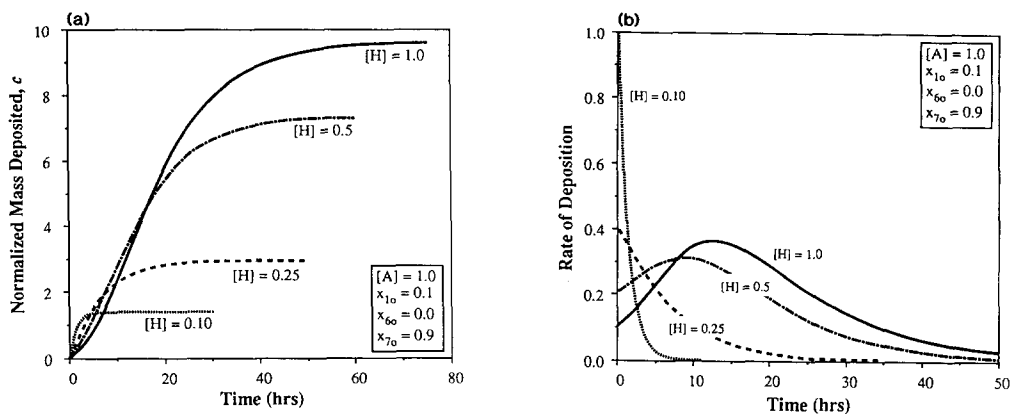 (a)
10
8
6
4
2
0
Normalized Mass Deposited, c
[H] = 1.0
[H] = 0.5
[H] = 0.25
[H] = 0.10
[A] = 1.0
x₁ₒ = 0.1
x₆ₒ = 0.0
x₇ₒ = 0.9
0 20 40 60 80
Time (hrs)
(b)
1.0
0.8
0.6
0.4
0.2
0.0
Rate of Deposition
[H] = 0.10
[H] = 1.0
[H] = 0.5
[H] = 0.25
[A] = 1.0
x₁ₒ = 0.1
x₆ₒ = 0.0
x₇ₒ = 0.9
0 10 20 30 40 50
Time (hrs)